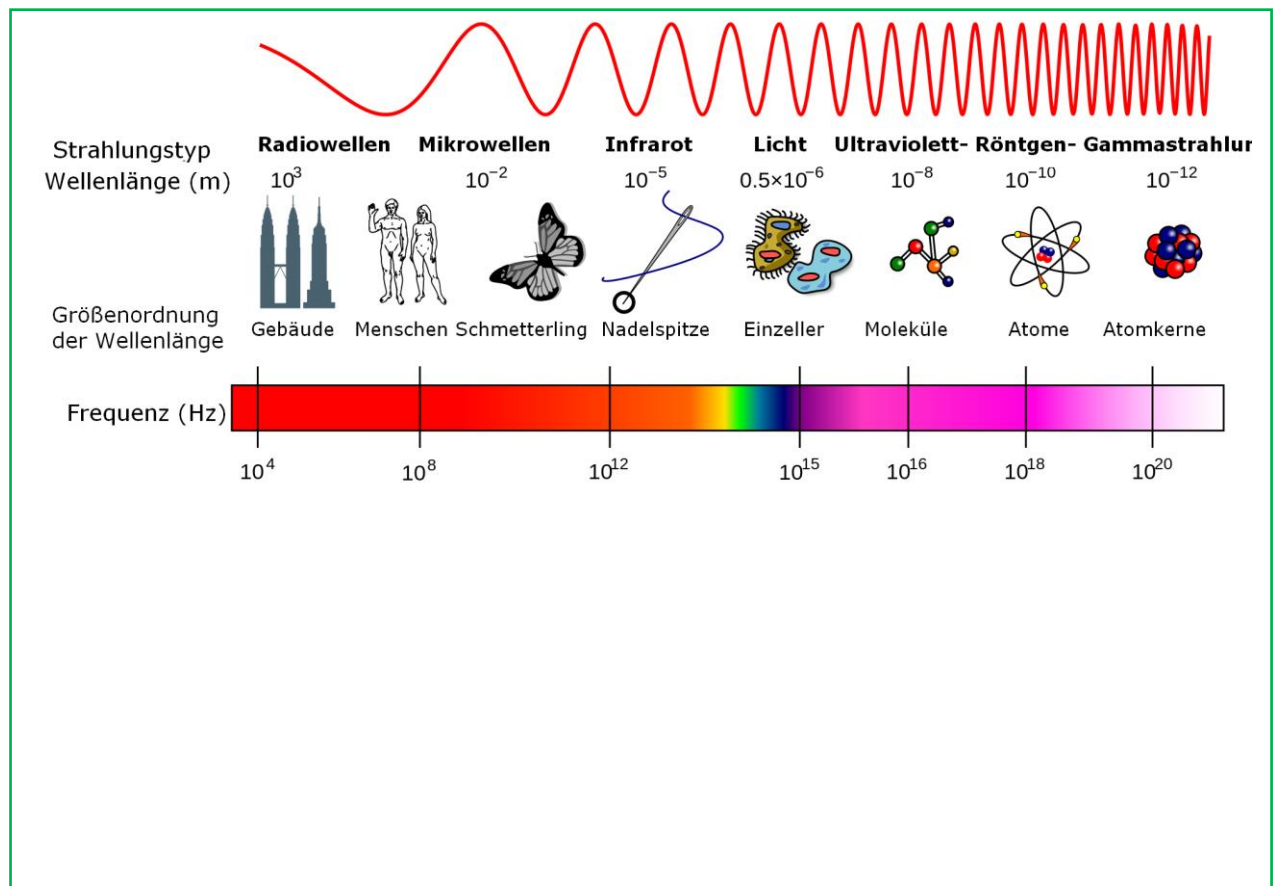 Strahlungstyp Radiowellen Mikrowellen Infrarot Licht Ultraviolett- Röntgen- Gammastrahlur
Wellenlänge (m) 10³ 10⁻² 10⁻⁵ 0.5×10⁻⁶ 10⁻⁸ 10⁻¹⁰ 10⁻¹²
Größenordnung
der Wellenlänge
Gebäude Menschen Schmetterling Nadelspitze Einzeller Moleküle Atome Atomkerne
Frequenz (Hz)
10⁴ 10⁸ 10¹² 10¹⁵ 10¹⁶ 10¹⁸ 10²⁰